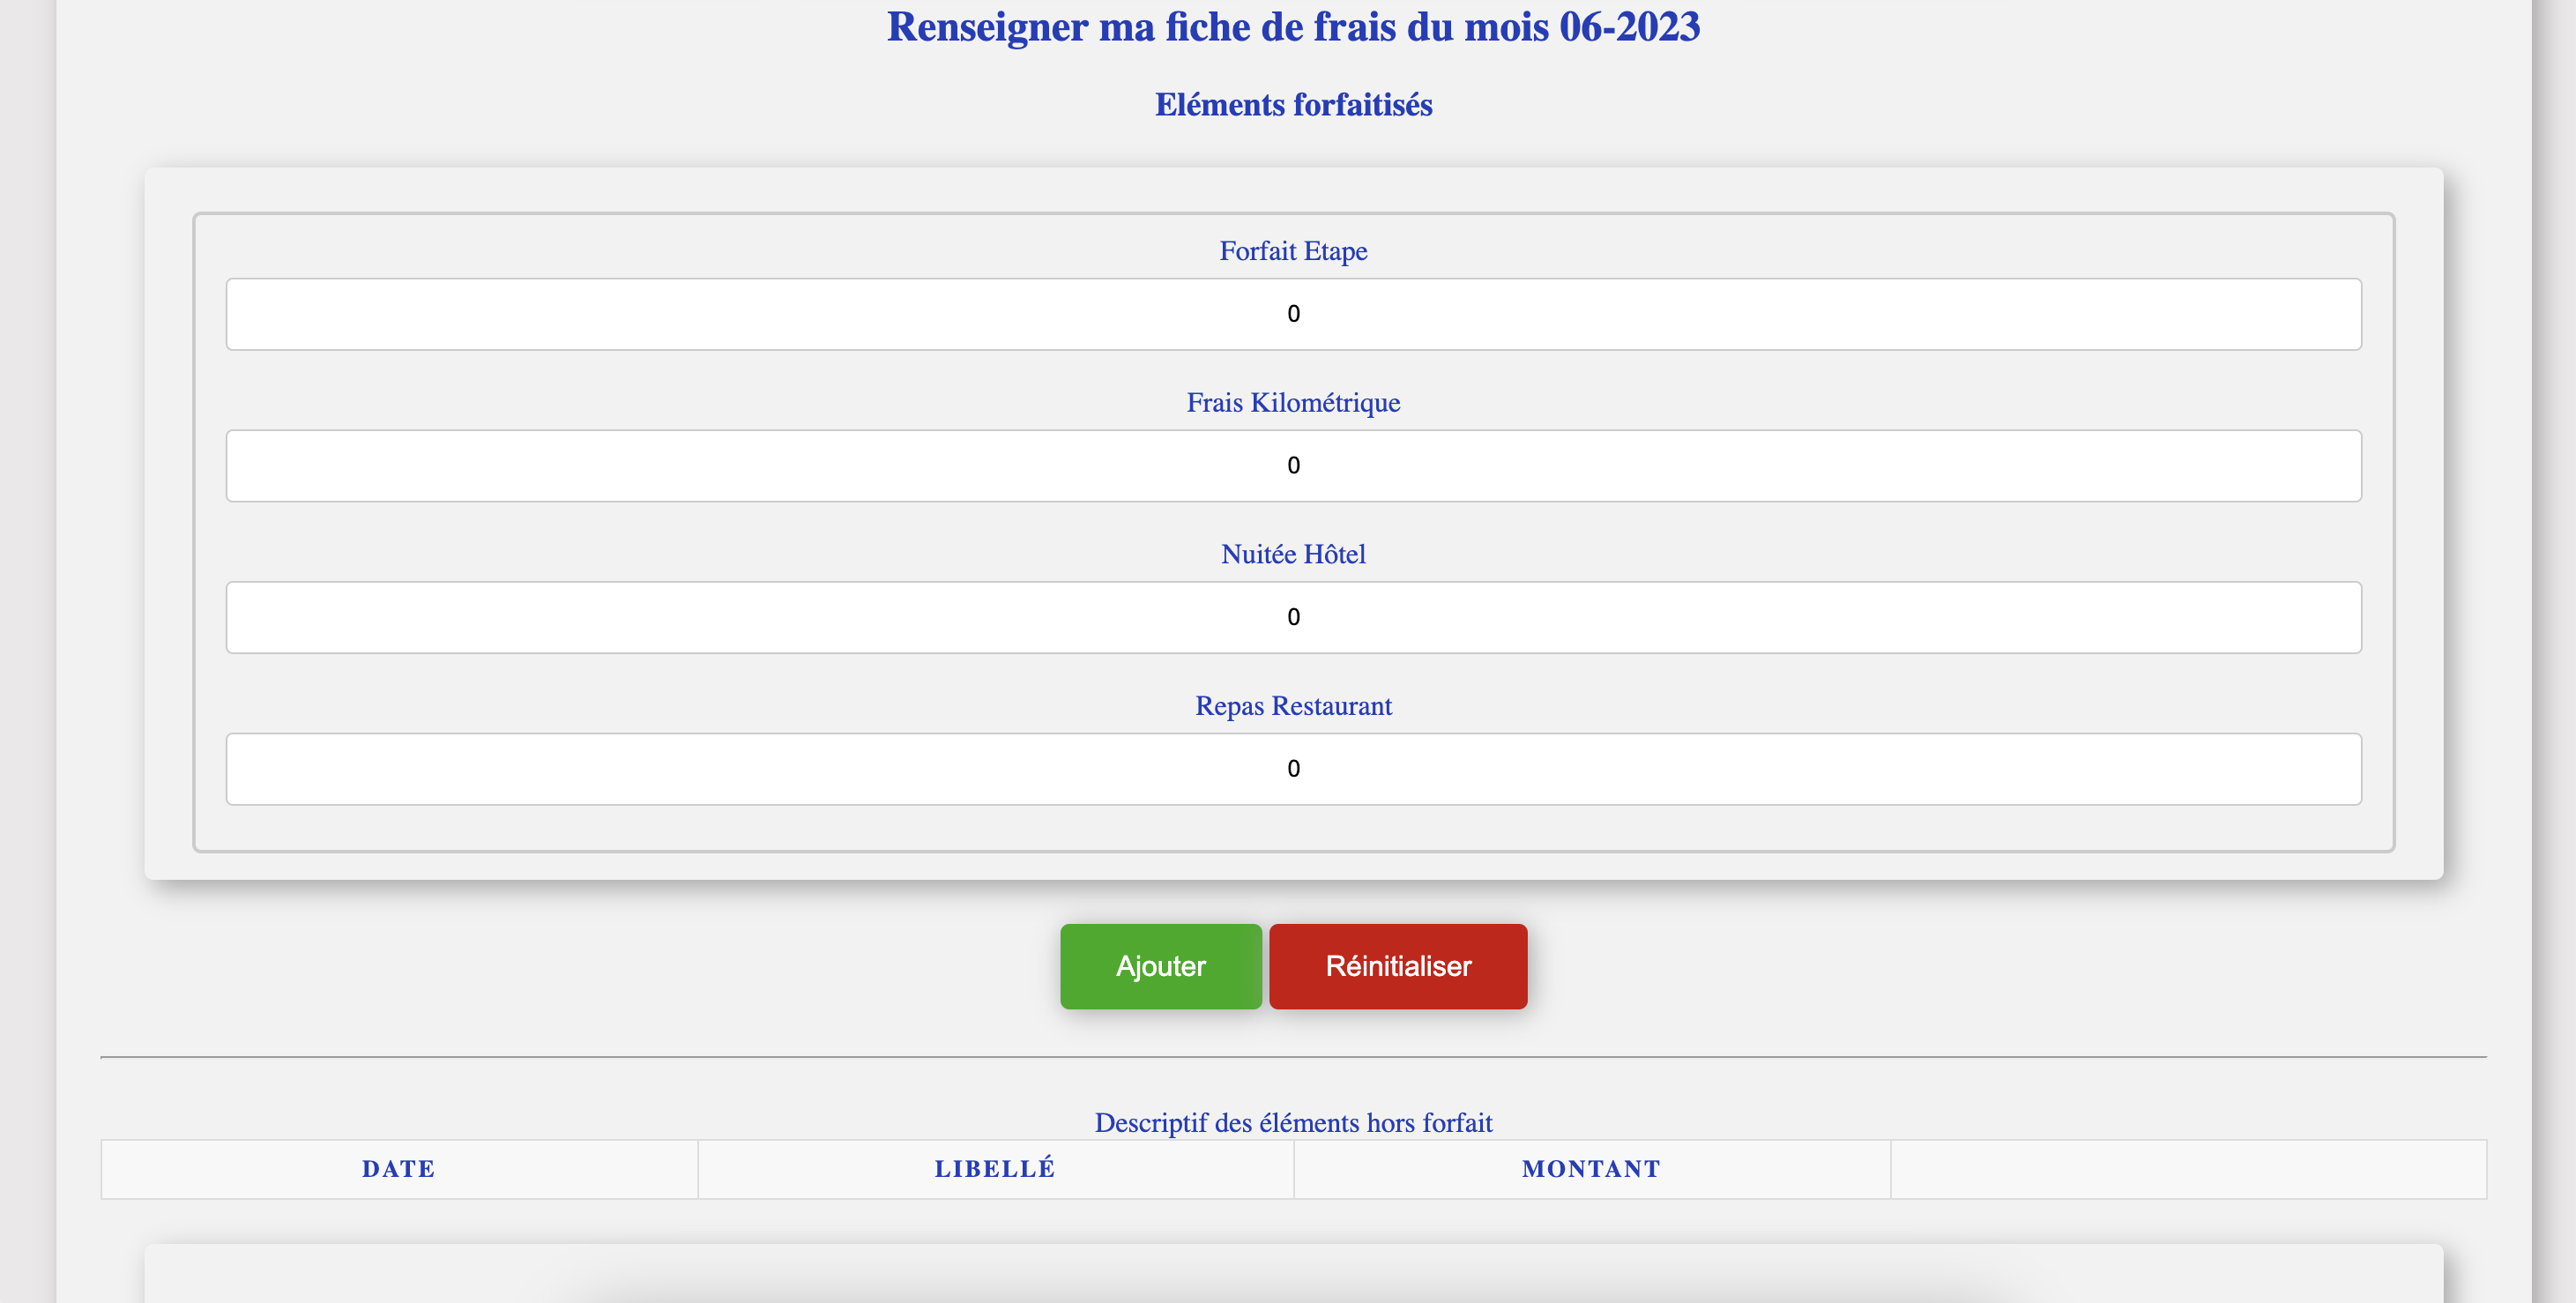 Renseigner ma fiche de frais du mois 06-2023
Eléments forfaitisés
Forfait Etape
0
Frais Kilométrique
0
Nuitée Hôtel
0
Repas Restaurant
0
Ajouter Réinitialiser
Descriptif des éléments hors forfait
DATE LIBELLÉ MONTANT